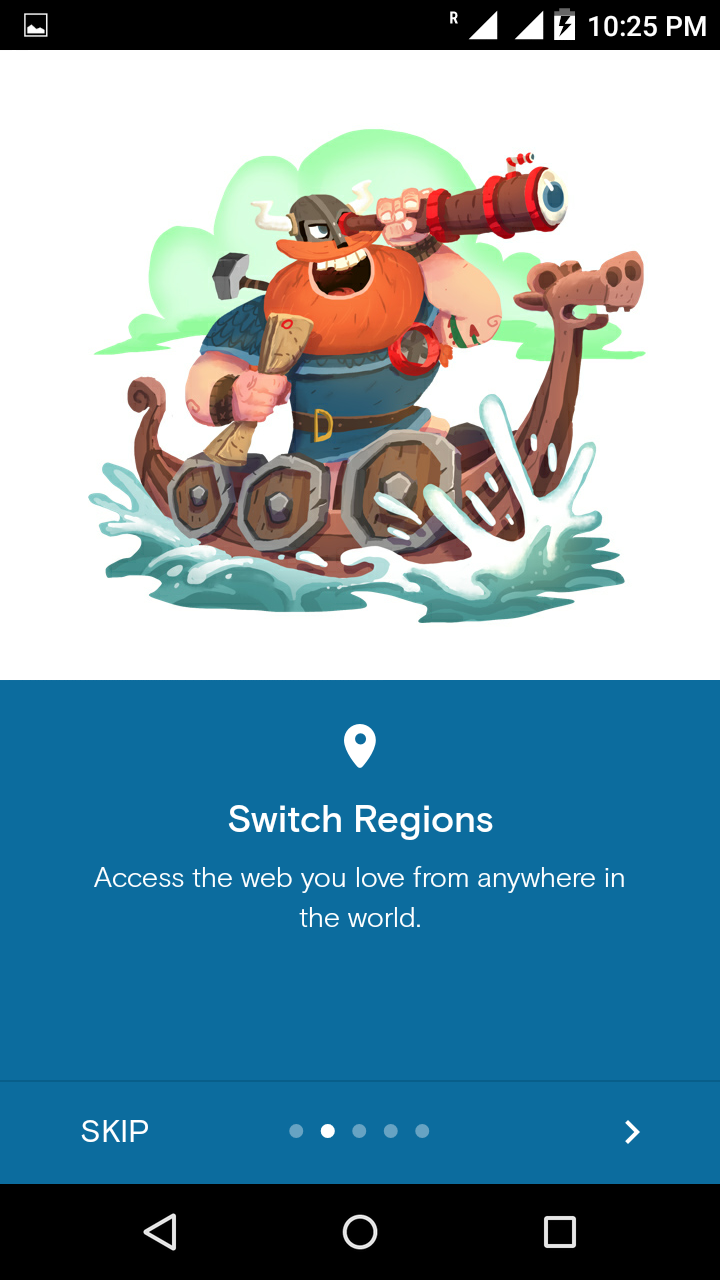 R
10:25 PM
Switch Regions
Access the web you love from anywhere in
the world.
SKIP